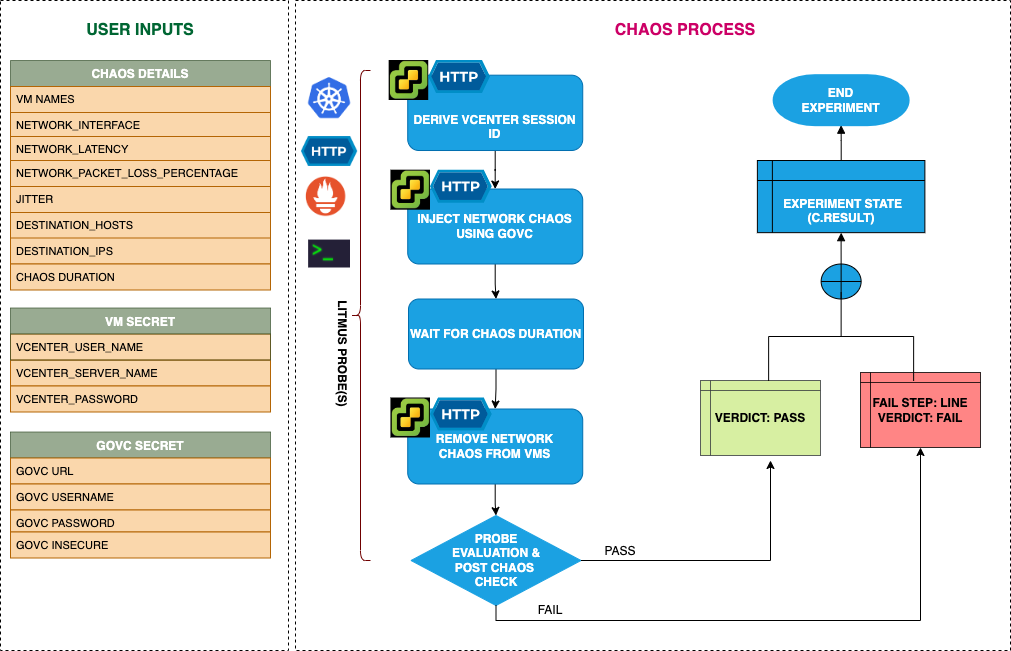 USER INPUTS
CHAOS DETAILS
VM NAMES
NETWORK_INTERFACE
NETWORK_LATENCY
NETWORK_PACKET_LOSS_PERCENTAGE
JITTER
DESTINATION_HOSTS
DESTINATION_IPS
CHAOS DURATION
VM SECRET
VCENTER_USER_NAME
VCENTER_SERVER_NAME
VCENTER_PASSWORD
GOVC SECRET
GOVC URL
GOVC USERNAME
GOVC PASSWORD
GOVC INSECURE
CHAOS PROCESS
HTTP
>_
LITMUS PROBE(S)
HTTP
DERIVE VCENTER SESSION
ID
HTTP
INJECT NETWORK CHAOS
USING GOVC
WAIT FOR CHAOS DURATION
HTTP
REMOVE NETWORK
CHAOS FROM VMS
PROBE
EVALUATION &
POST CHAOS
CHECK
PASS
FAIL
VERDICT: PASS
FAIL STEP: LINE
VERDICT: FAIL
EXPERIMENT STATE
(C.RESULT)
END
EXPERIMENT